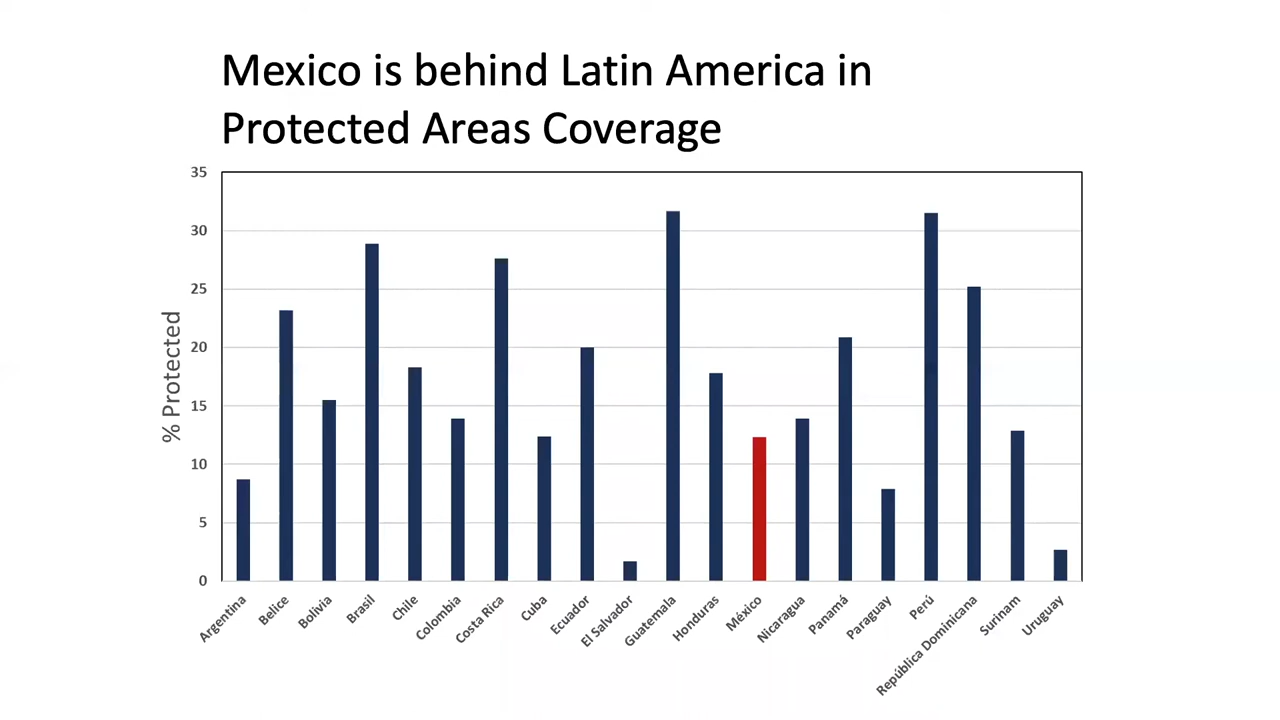 Mexico is behind Latin America in
Protected Areas Coverage
35
30
25
20
15
10
5
0
% Protected
Argentina
Belice
Bolivia
Brasil
Chile
Colombia
Costa Rica
Cuba
Ecuador
El Salvador
Guatemala
Honduras
México
Nicaragua
Panamá
Paraguay
Perú
República Dominicana
Surinam
Uruguay